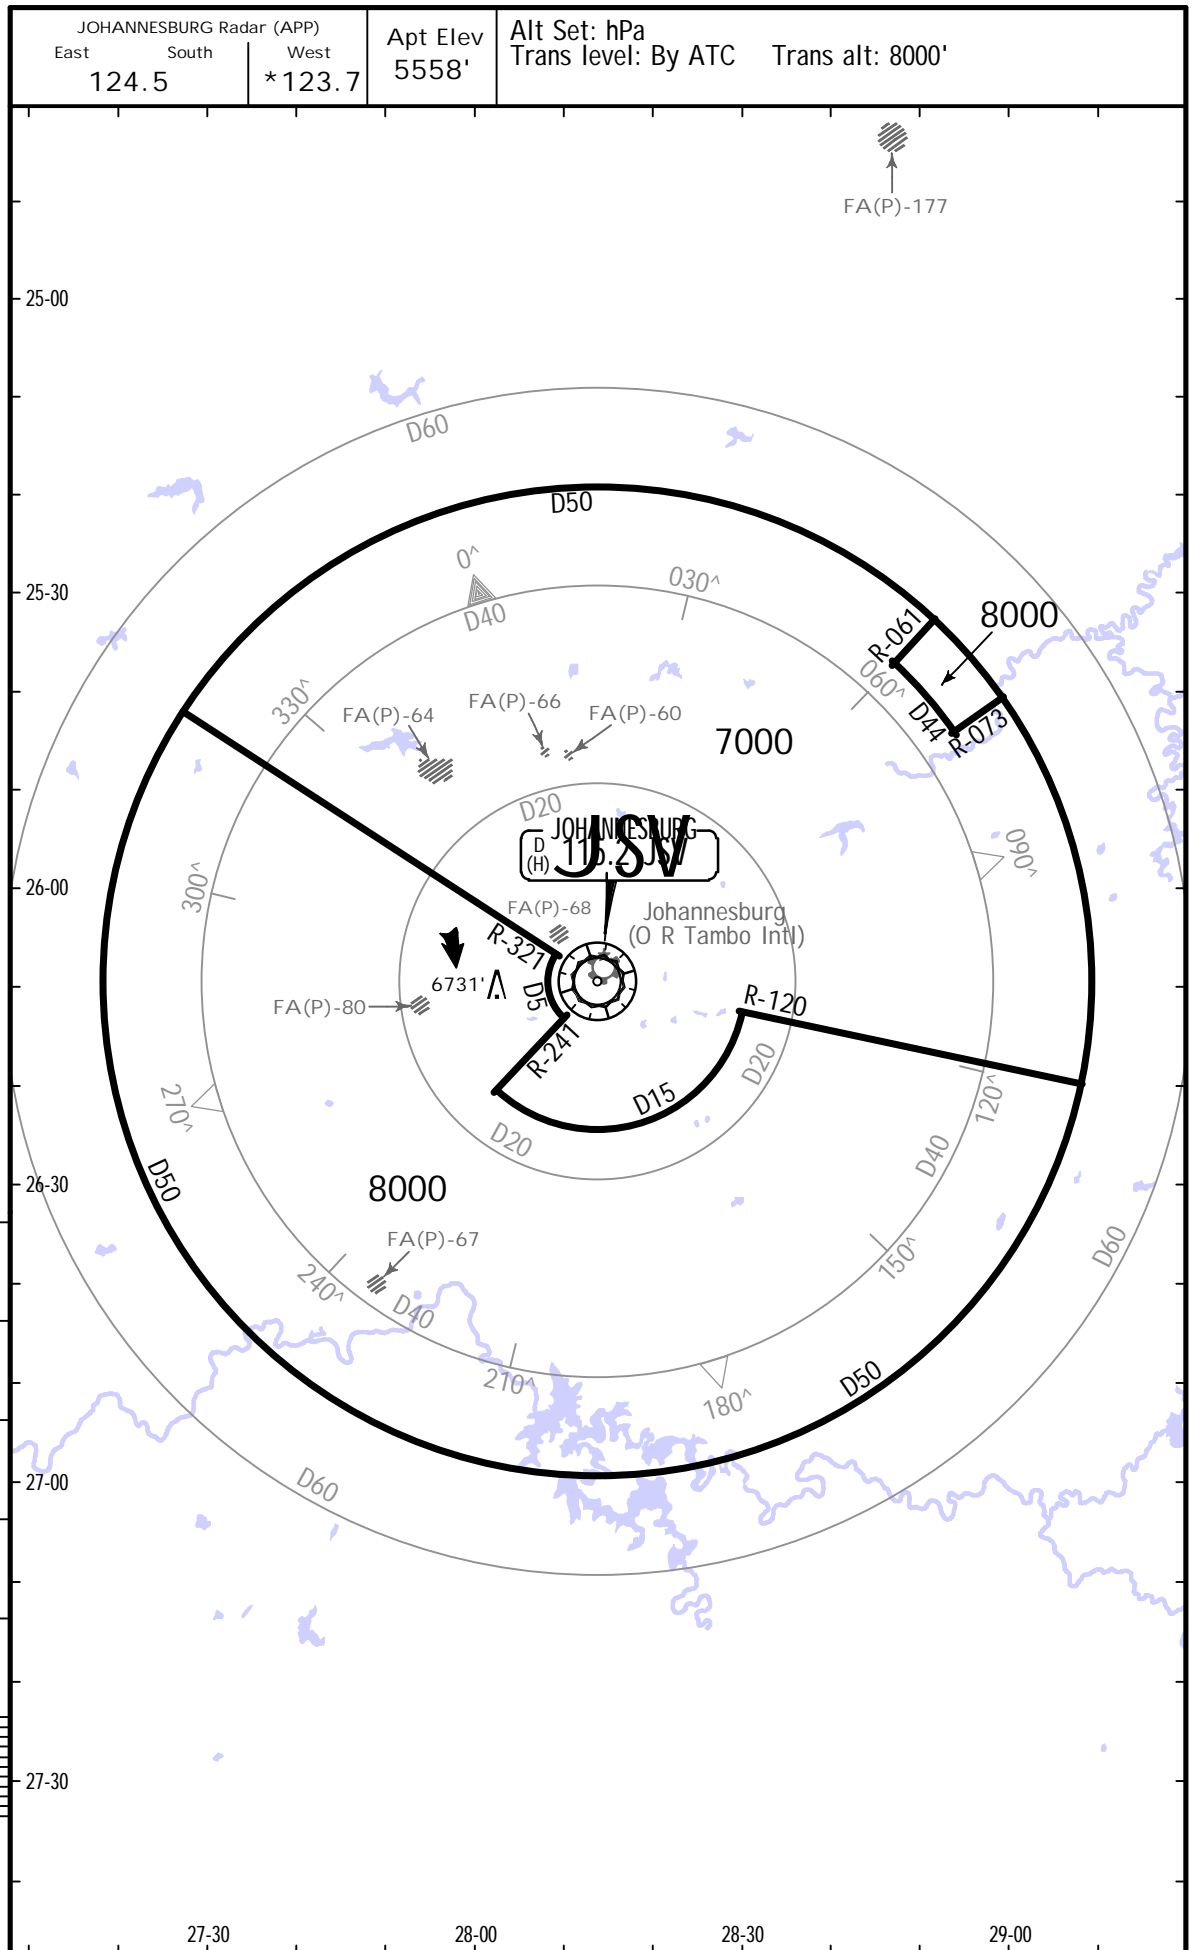 JOHANNESBURG Radar (APP)
East South West
124.5 *123.7
Apt Elev
5558'
Alt Set: hPa
Trans level: By ATC Trans alt: 8000'
FA(P)-177
25-00
D60
D50
0^
030^
25-30
D40
8000
R-061
060^
330^
FA(P)-66
FA(P)-64
FA(P)-60
D44
R-073
7000
D20
JOHANNESBURG
D
(H)
JSV
090^
26-00
300^
FA(P)-68
Johannesburg
(O R Tambo Intl)
R-321
6731'
D5
FA(P)-80
R-120
R-241
D20
270^
D15
120^
D20
D40
D50
26-30
8000
FA(P)-67
D60
150^
240^
D40
210^
180^
D50
27-00
D60
27-30
27-30 28-00 28-30 29-00